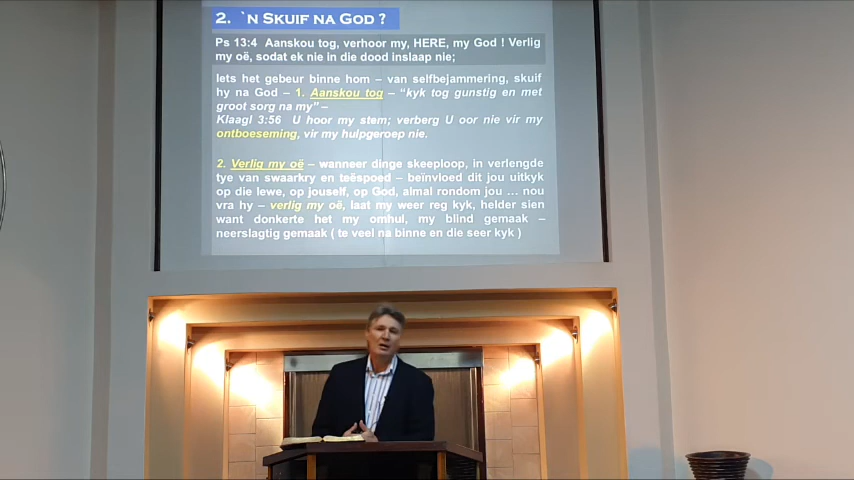 2. `N SKUIF NA GOD ?
Ps 13:4 Aanskou tog, verhoor my, HERE, my God ! Verlig
my oë, sodat ek nie in die dood inslaap nie;
Iets het gebeur binne hom – van selfbejammering, skuif
hy na God – 1. Aanskou tog – “kyk tog gunstig en met
groot sorg na my” –
Klaagl 3:56 U hoor my stem; verberg U oor nie vir my
ontboeseming, vir my hulpgeroep nie.
2. Verlig my oë – wanneer dinge skeeploop, in verlengde
tye van swaarkry en teëspoed – beïnvloed dit jou uitkyk
op die lewe, op jouself, op God, almal rondom jou … nou
vra hy – verlig my oë, laat my weer reg kyk, helder sien
want donkerte het my omhul, my blind gemaak –
neerslagtig gemaak ( te veel na binne en die seer kyk )